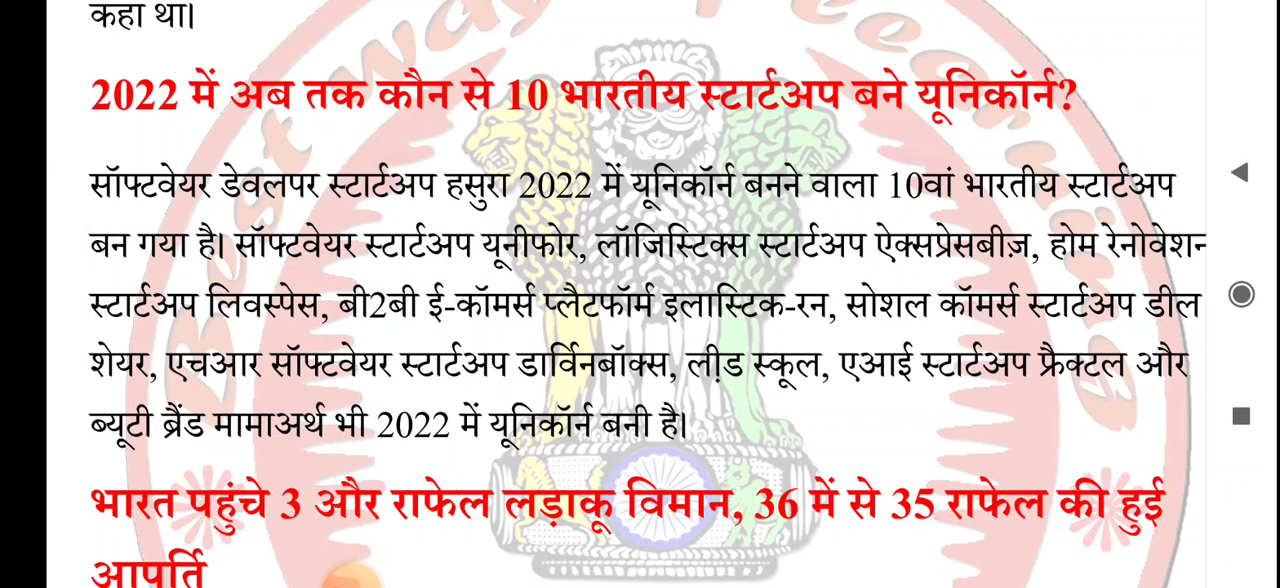 कहा था।
2022 में अब तक कौन से 10 भारतीय स्टार्टअप बने यूनिकॉर्न?
सॉफ्टवेयर डेवलपर स्टार्टअप हसुरा 2022 में यूनिकॉर्न बनने वाला 10वां भारतीय स्टार्टअप
बन गया है। सॉफ्टवेयर स्टार्टअप यूनीफोर, लॉजिस्टिक्स स्टार्टअप ऐक्सप्रेसबीज़, होम रेनोवेशन
स्टार्टअप लिवस्पेस, बी2बी ई-कॉमर्स प्लैटफॉर्म इलास्टिक-रन, सोशल कॉमर्स स्टार्टअप डील
शेयर, एचआर सॉफ्टवेयर स्टार्टअप डार्विनबॉक्स, लीड स्कूल, एआई स्टार्टअप फ्रैक्टल और
ब्यूटी ब्रैंड मामाअर्थ भी 2022 में यूनिकॉर्न बनी है।
भारत पहुंचे 3 और राफेल लड़ाकू विमान, 36 में से 35 राफेल की हुई
आपूर्ति
Best Way e Learning